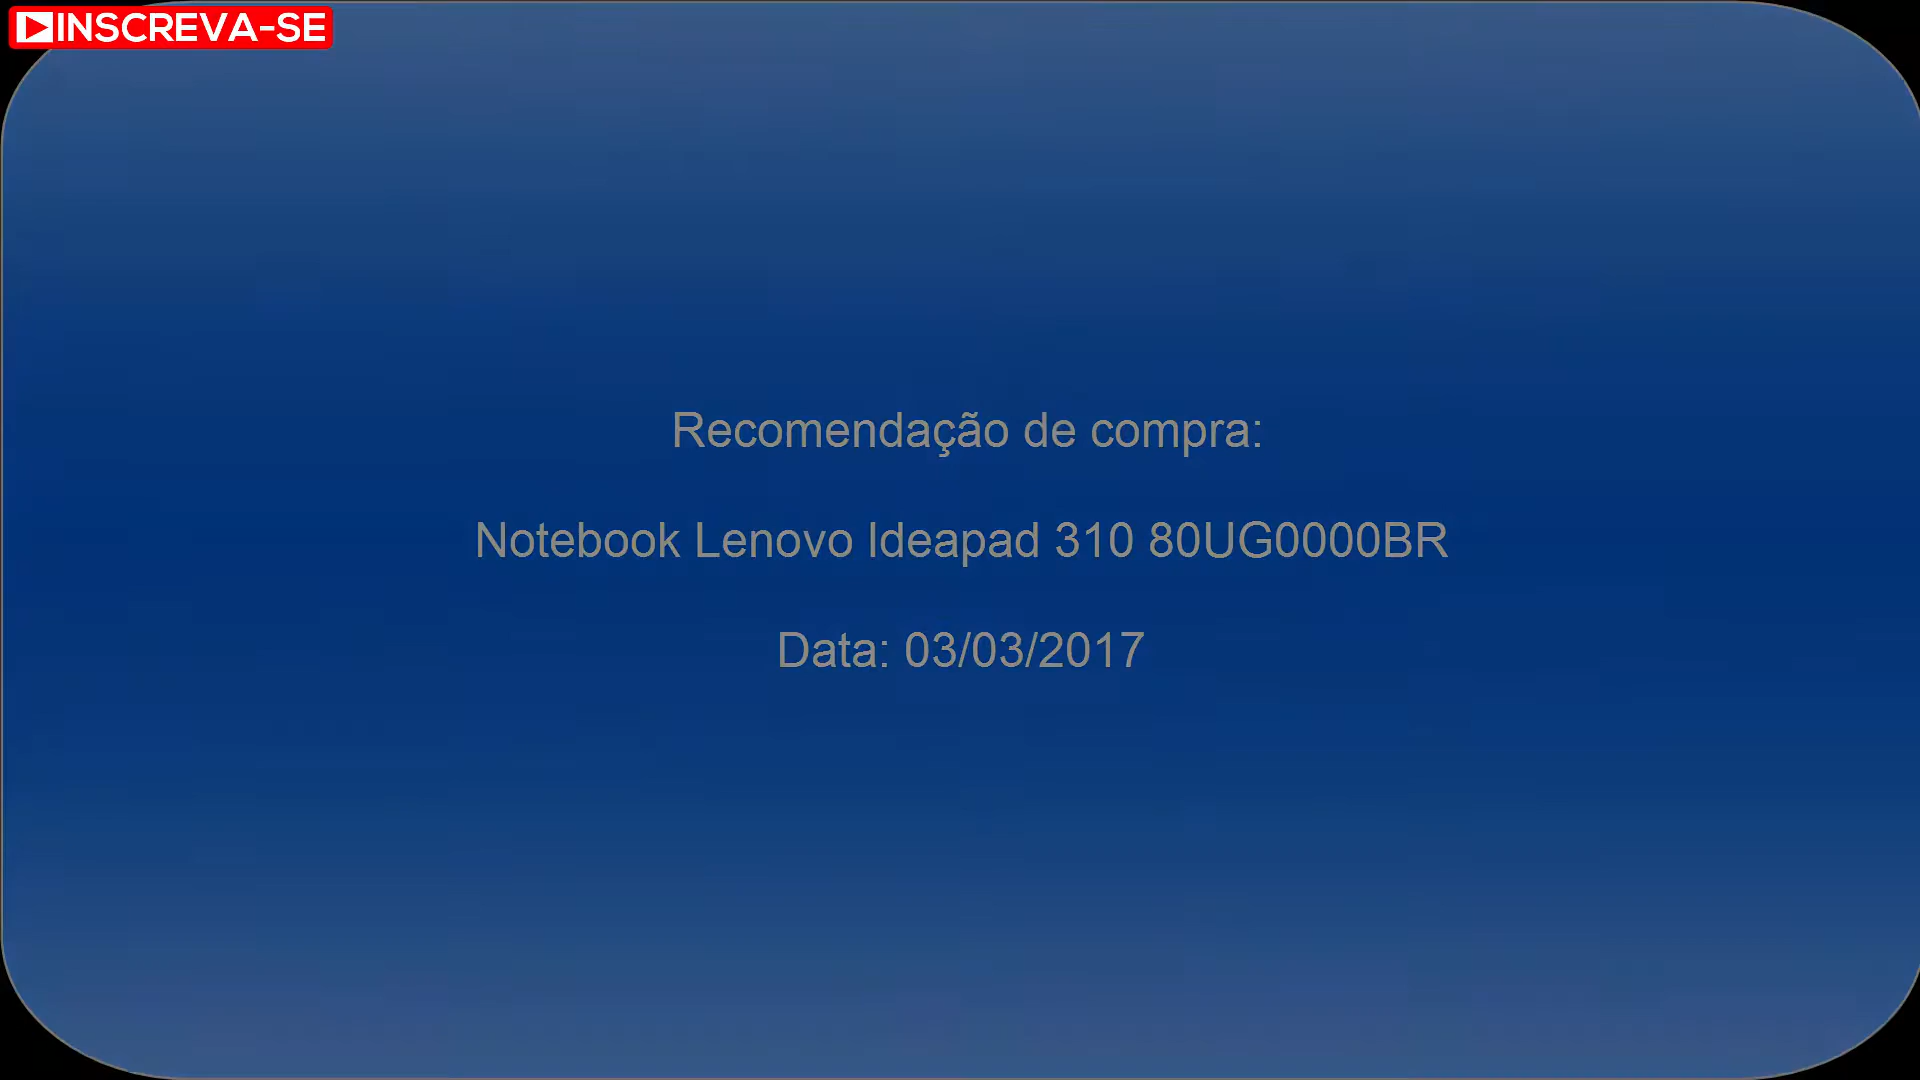 INSCREVA-SE
Recomendação de compra:
Notebook Lenovo Ideapad 310 80UG0000BR
Data: 03/03/2017